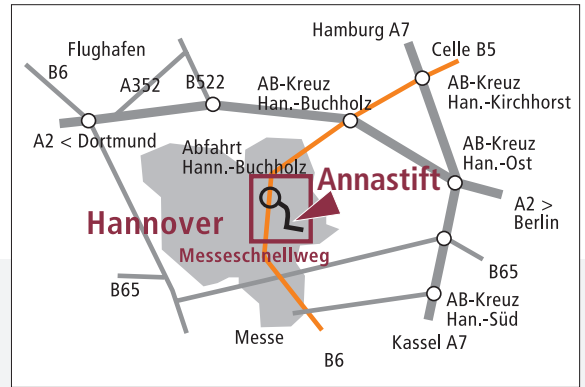 Hamburg A7
Flughafen
Celle B5
B6
A352
B522
AB-Kreuz
Han.-Buchholz
AB-Kreuz
Han.-Kirchhorst
A2 < Dortmund
Abfahrt
Hann.-Buchholz
AB-Kreuz
Han.-Ost
Annastift
A2 >
Berlin
Hannover
Messeschnellweg
B65
B65
AB-Kreuz
Han.-Süd
Messe
Kassel A7
B6